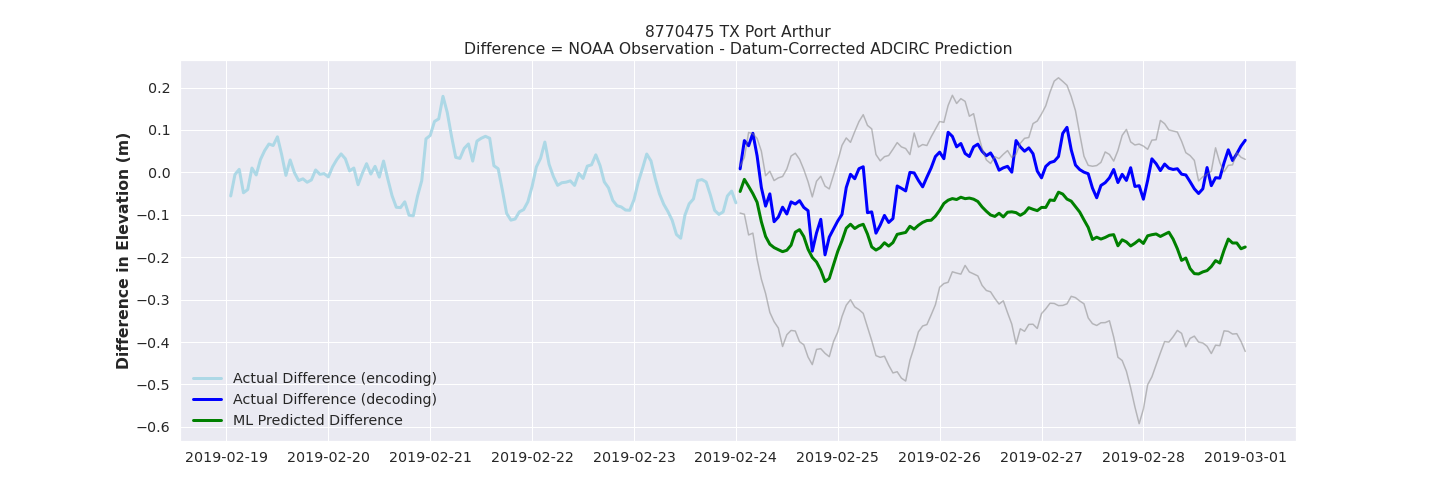 8770475 TX Port Arthur
Difference = NOAA Observation - Datum-Corrected ADCIRC Prediction
Difference in Elevation (m)
0.2
0.1
0.0
−0.1
−0.2
−0.3
−0.4
−0.5
−0.6
Actual Difference (encoding)
Actual Difference (decoding)
ML Predicted Difference
2019-02-19 2019-02-20 2019-02-21 2019-02-22 2019-02-23 2019-02-24 2019-02-25 2019-02-26 2019-02-27 2019-02-28 2019-03-01